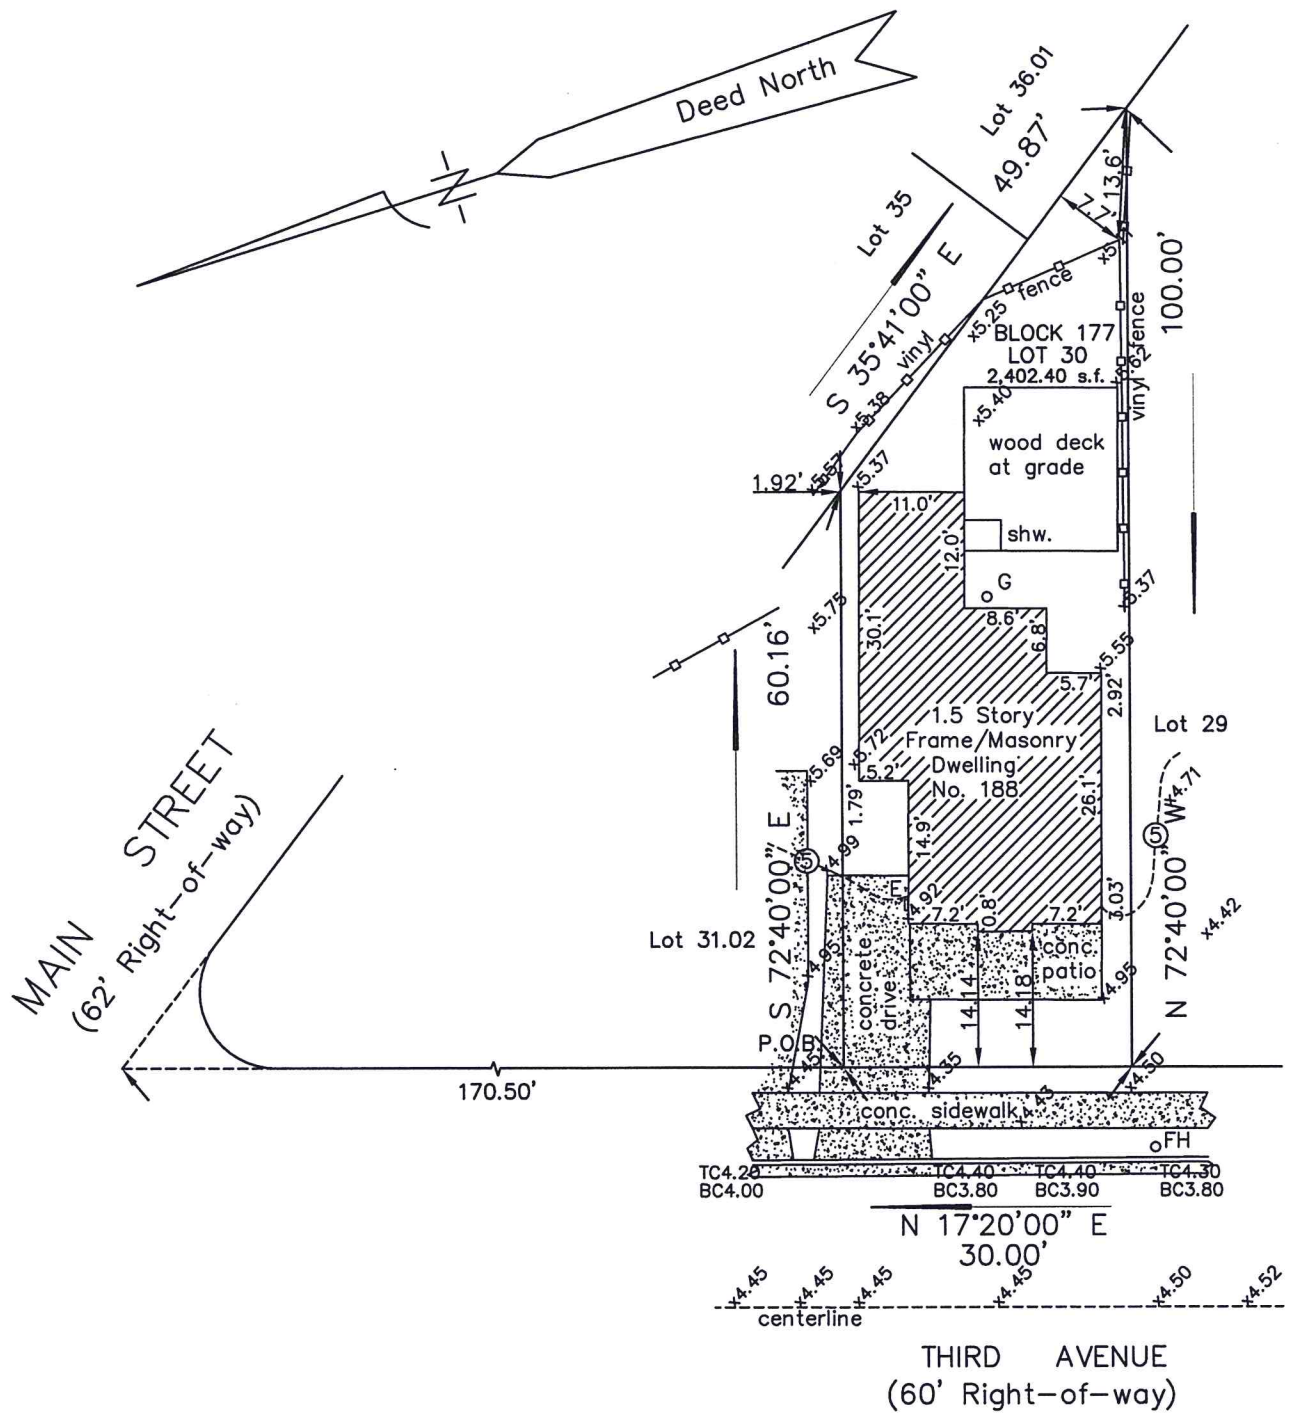 Deed North
Lot 36.01
49.87'
Lot 35
S 35°41'00" E
13.6'
7.7'
100.00'
fence
vinyl
x5.25
BLOCK 177
LOT 30
2,402.40 s.f.
vinyl fence
x5.38
x5.40
wood deck
at grade
x5.57
x5.37
1.92'
11.0'
shw.
12.0'
G
x5.37
x5.75
8.6'
30.1'
6.8'
x5.55
60.16'
5.7'
2.92'
1.5 Story
Frame/Masonry
Dwelling
No. 188
Lot 29
x5.72
x5.69
5.2'
1.79'
26.1'
x4.71
14.9'
5
5
x4.99
E
4.92
7.2'
0.8'
7.2'
3.03'
x4.42
MAIN STREET
(62' Right-of-way)
Lot 31.02
S 72°40'00" E
N 72°40'00" W
x4.95
concrete
drive
conc.
patio
x4.95
14.14
14.18
P.O.B.
170.50'
x4.45
x4.35
x4.50
conc. sidewalk
x4.43
FH
TC4.20
BC4.00
TC4.40
BC3.80
TC4.40
BC3.90
TC4.30
BC3.80
N 17°20'00" E
30.00'
x4.45
x4.45
x4.45
x4.45
x4.50
x4.52
centerline
THIRD AVENUE
(60' Right-of-way)